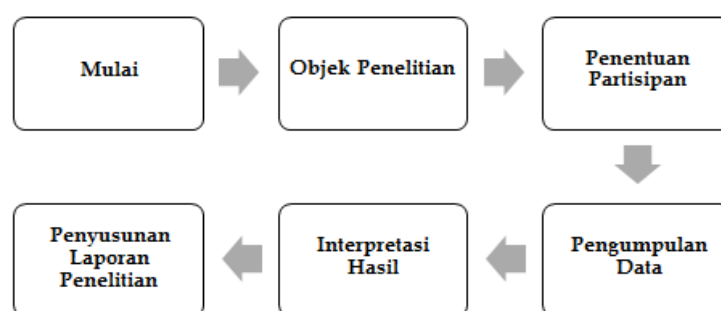 Mulai
Objek Penelitian
Penentuan
Partisipan
Pengumpulan
Data
Interpretasi
Hasil
Penyusunan
Laporan
Penelitian